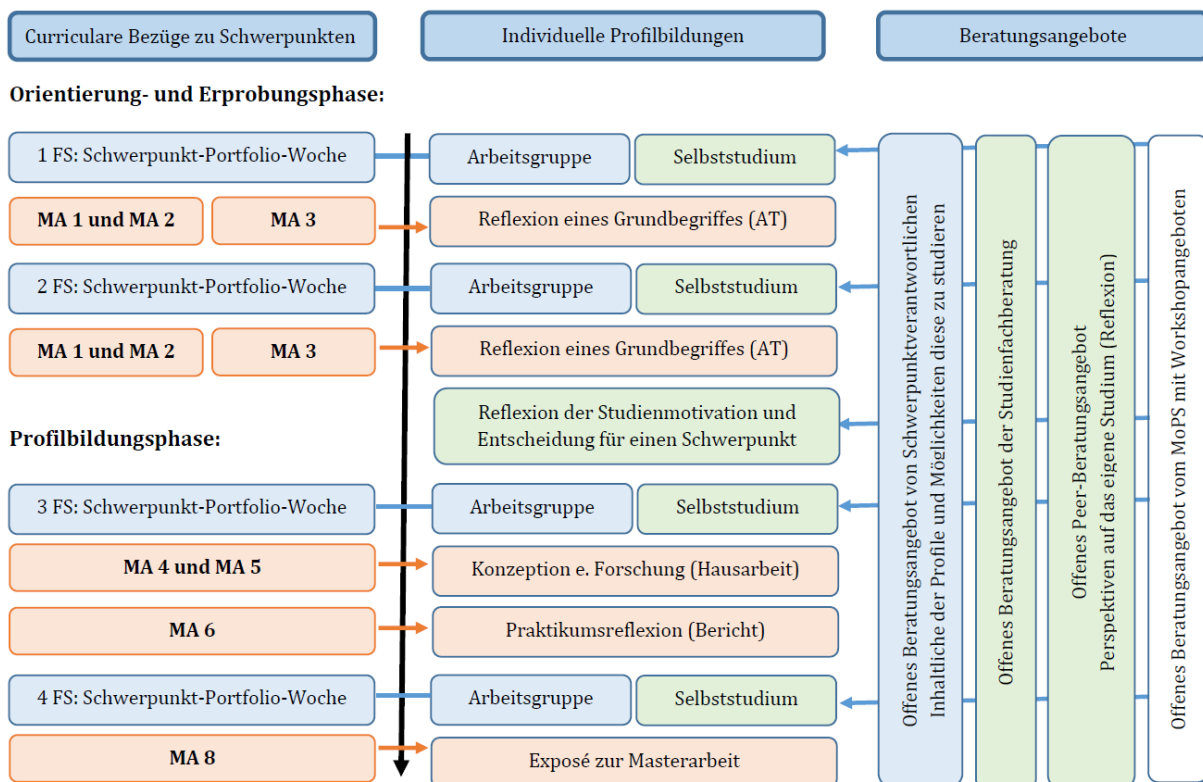 Curriculare Bezüge zu Schwerpunkten
Individuelle Profilbildungen
Beratungsangebote
Orientierung- und Erprobungsphase:
1 FS: Schwerpunkt-Portfolio-Woche
Arbeitsgruppe
Selbststudium
MA 1 und MA 2
MA 3
Reflexion eines Grundbegriffes (AT)
2 FS: Schwerpunkt-Portfolio-Woche
Arbeitsgruppe
Selbststudium
MA 1 und MA 2
MA 3
Reflexion eines Grundbegriffes (AT)
Reflexion der Studienmotivation und
Entscheidung für einen Schwerpunkt
Profilbildungsphase:
3 FS: Schwerpunkt-Portfolio-Woche
Arbeitsgruppe
Selbststudium
MA 4 und MA 5
Konzeption e. Forschung (Hausarbeit)
MA 6
Praktikumsreflexion (Bericht)
4 FS: Schwerpunkt-Portfolio-Woche
Arbeitsgruppe
Selbststudium
MA 8
Exposé zur Masterarbeit
Offenes Beratungsangebot von Schwerpunktverantwortlichen
Inhaltliche der Profile und Möglichkeiten diese zu studieren
Offenes Beratungsangebot der Studienfachberatung
Offenes Peer-Beratungsangebot
Perspektiven auf das eigene Studium (Reflexion)
Offenes Beratungsangebot vom MoPS mit Workshopangeboten